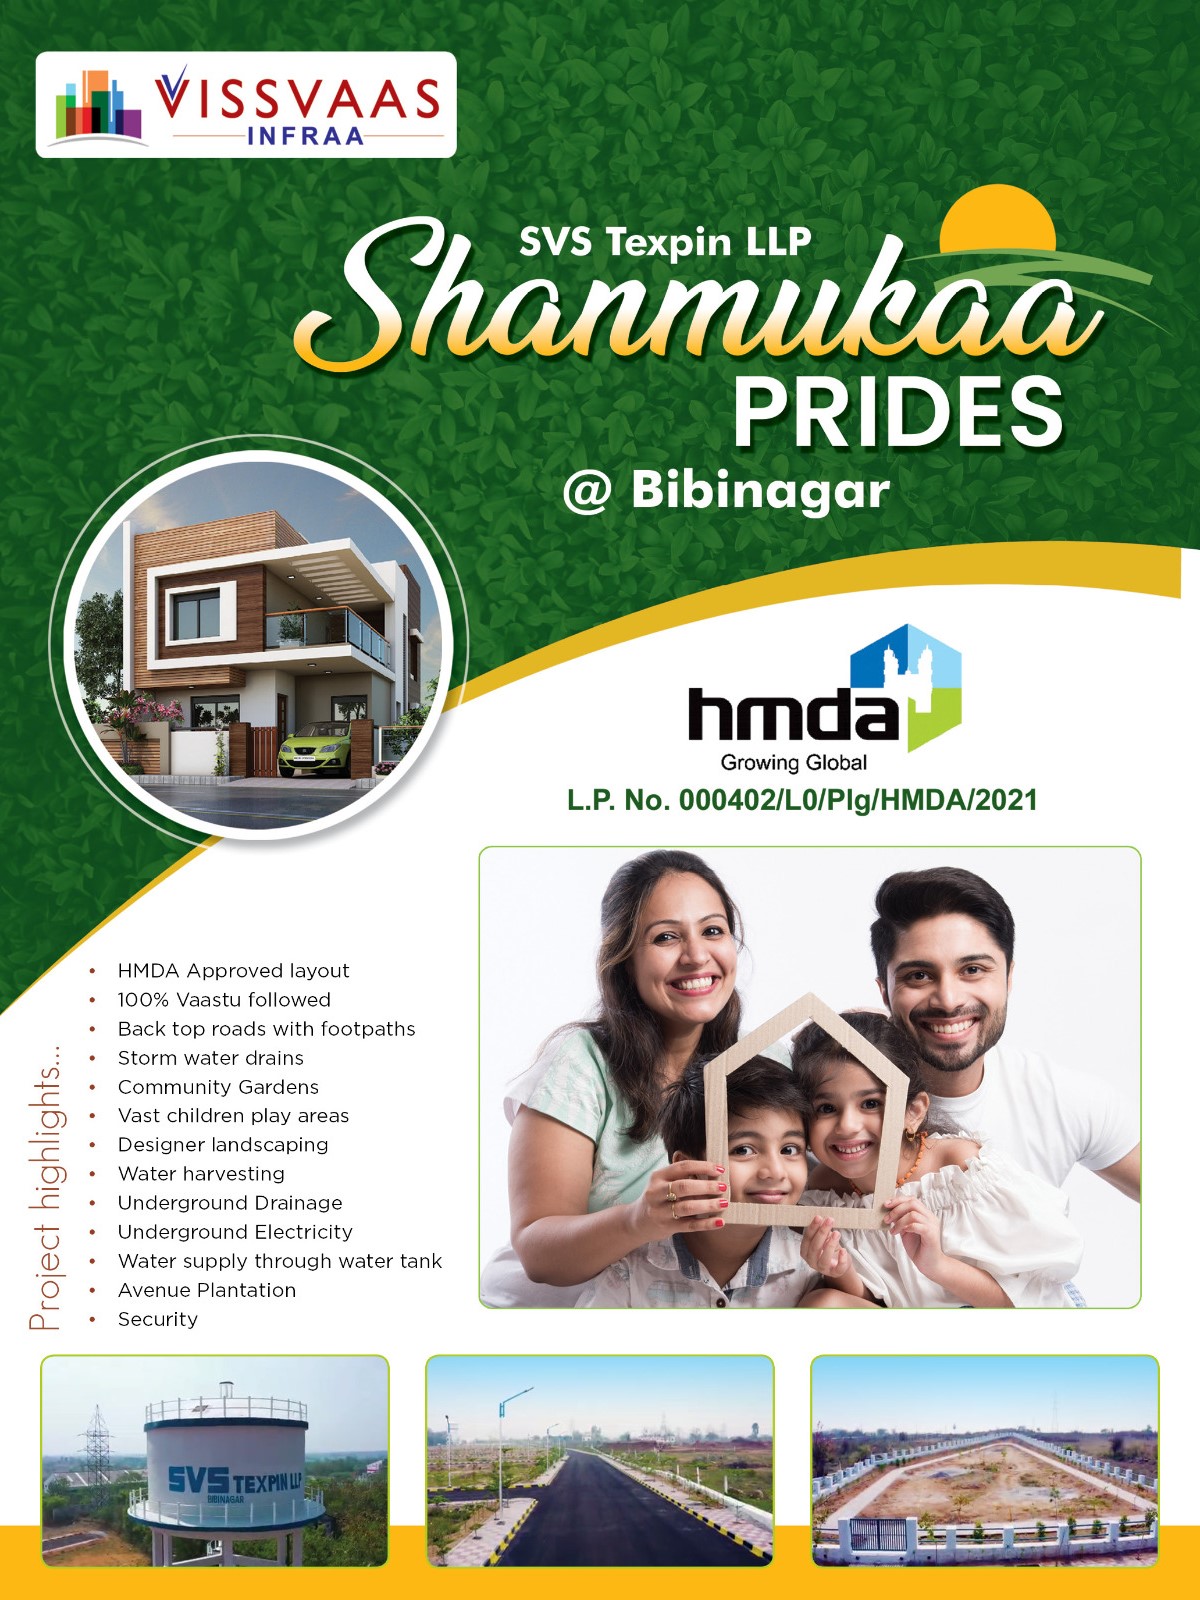 VISSVAAS
INFRAA
SVS Texpin LLP
Shanmukaa
PRIDES
@ Bibinagar
hmda
Growing Global
L.P. No. 000402/L0/Plg/HMDA/2021
Project highlights...
• HMDA Approved layout
• 100% Vaastu followed
• Back top roads with footpaths
• Storm water drains
• Community Gardens
• Vast children play areas
• Designer landscaping
• Water harvesting
• Underground Drainage
• Underground Electricity
• Water supply through water tank
• Avenue Plantation
• Security
SVS TEXPIN LLP
BIBINAGAR